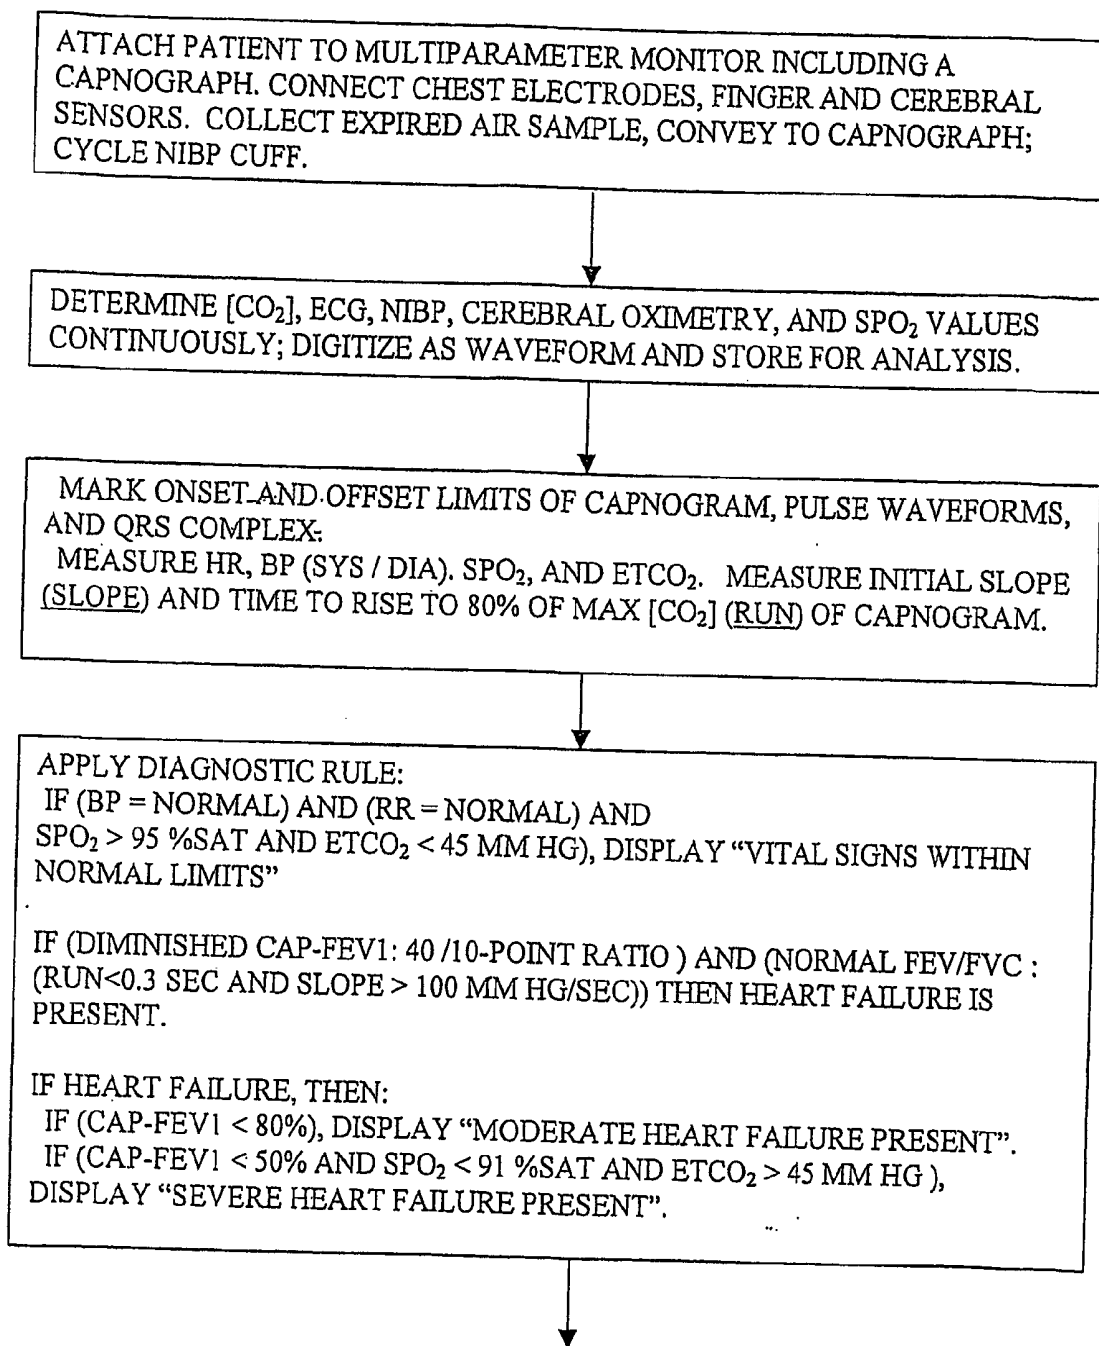 ATTACH PATIENT TO MULTIPARAMETER MONITOR INCLUDING A
CAPNOGRAPH. CONNECT CHEST ELECTRODES, FINGER AND CEREBRAL
SENSORS. COLLECT EXPIRED AIR SAMPLE, CONVEY TO CAPNOGRAPH;
CYCLE NIBP CUFF.
DETERMINE [CO₂], ECG, NIBP, CEREBRAL OXIMETRY, AND SPO₂ VALUES
CONTINUOUSLY; DIGITIZE AS WAVEFORM AND STORE FOR ANALYSIS.
MARK ONSET AND OFFSET LIMITS OF CAPNOGRAM, PULSE WAVEFORMS,
AND QRS COMPLEX.
MEASURE HR, BP (SYS / DIA). SPO₂, AND ETCO₂. MEASURE INITIAL SLOPE
(SLOPE) AND TIME TO RISE TO 80% OF MAX [CO₂] (RUN) OF CAPNOGRAM.
APPLY DIAGNOSTIC RULE:
IF (BP = NORMAL) AND (RR = NORMAL) AND
SPO₂ > 95 %SAT AND ETCO₂ < 45 MM HG), DISPLAY “VITAL SIGNS WITHIN
NORMAL LIMITS”
IF (DIMINISHED CAP-FEV1: 40 /10-POINT RATIO ) AND (NORMAL FEV/FVC :
(RUN<0.3 SEC AND SLOPE > 100 MM HG/SEC)) THEN HEART FAILURE IS
PRESENT.
IF HEART FAILURE, THEN:
IF (CAP-FEV1 < 80%), DISPLAY “MODERATE HEART FAILURE PRESENT”.
IF (CAP-FEV1 < 50% AND SPO₂ < 91 %SAT AND ETCO₂ > 45 MM HG ),
DISPLAY “SEVERE HEART FAILURE PRESENT”.